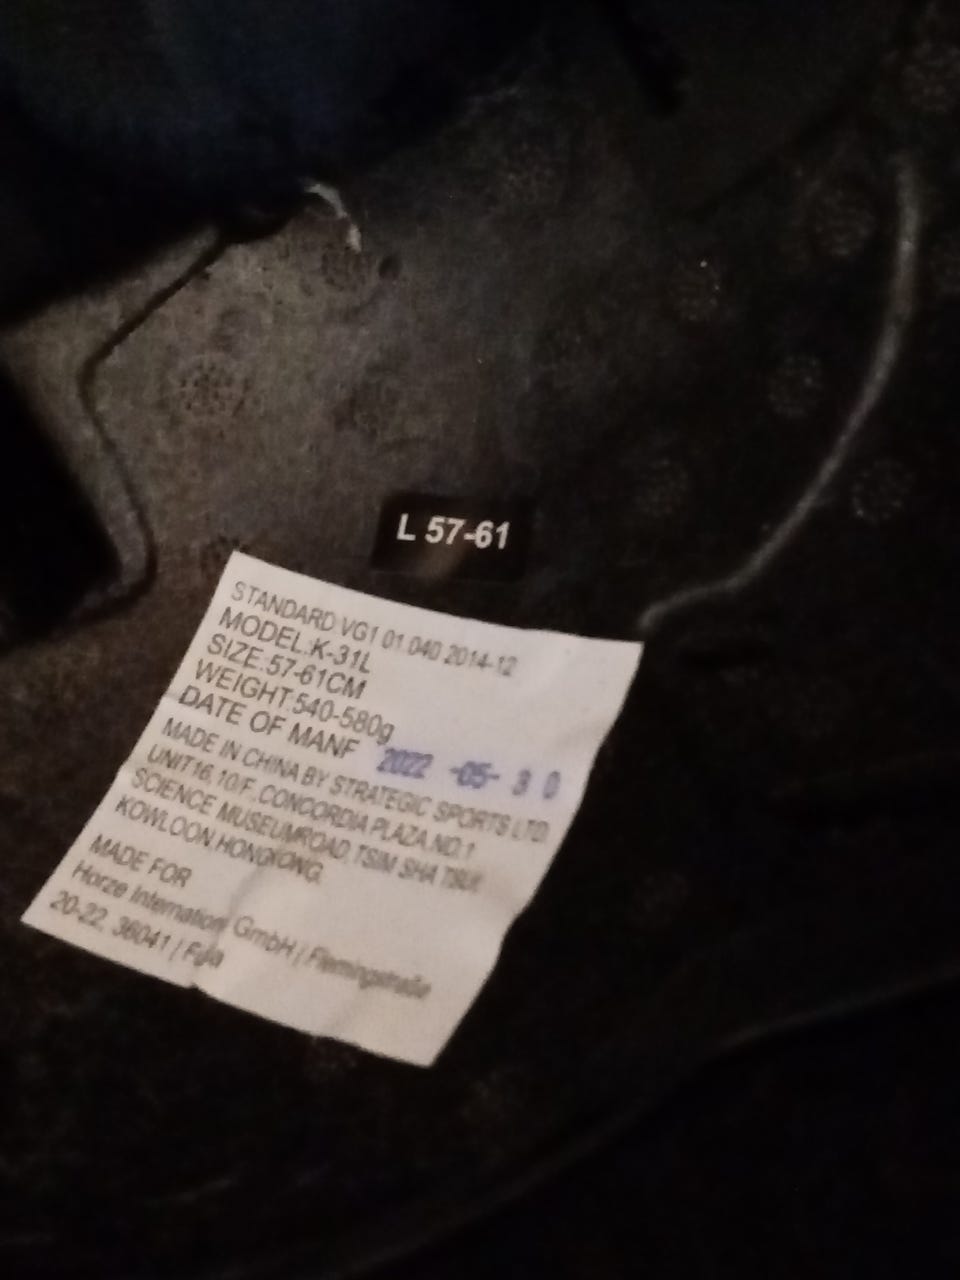 L 57-61
STANDARD VG1 01.040 2014-12
MODEL:K-31L
SIZE:57-61CM
WEIGHT:540-580g
DATE OF MANF 2022 -05- 30
MADE IN CHINA BY STRATEGIC SPORTS LTD.
UNIT16,10/F.,CONCORDIA PLAZA,NO.1
SCIENCE MUSEUMROAD,TSIM SHA TSUI
KOWLOON,HONGKONG.
MADE FOR
Horze International GmbH | Flemingstraße
20-22, 36041 |